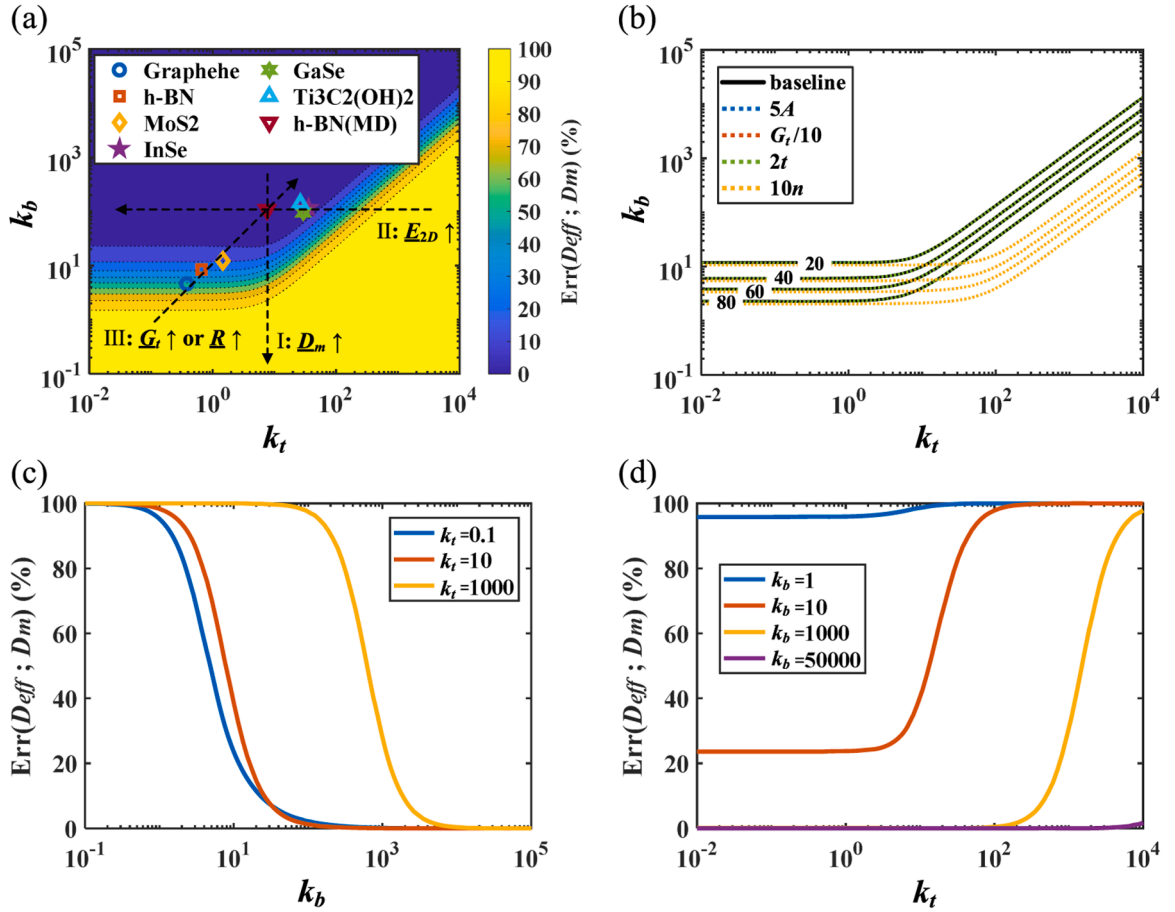 (a)
10^5
10^3
10^1
10^-1
k_b
Graphehe
h-BN
MoS2
InSe
GaSe
Ti3C2(OH)2
h-BN(MD)
II: E_2D ↑
III: G_t ↑ or R ↑
I: D_m ↑
10^-2
10^0
10^2
10^4
k_t
100
90
80
70
60
50
40
30
20
10
0
Err(Deff ; Dm) (%)
(b)
10^5
10^3
10^1
10^-1
k_b
baseline
5A
G_t/10
2t
10n
20
40
60
80
10^-2
10^0
10^2
10^4
k_t
(c)
100
80
60
40
20
0
Err(Deff ; Dm) (%)
k_t=0.1
k_t=10
k_t=1000
10^-1
10^1
10^3
10^5
k_b
(d)
100
80
60
40
20
0
Err(Deff ; Dm) (%)
k_b=1
k_b=10
k_b=1000
k_b=50000
10^-2
10^0
10^2
10^4
k_t